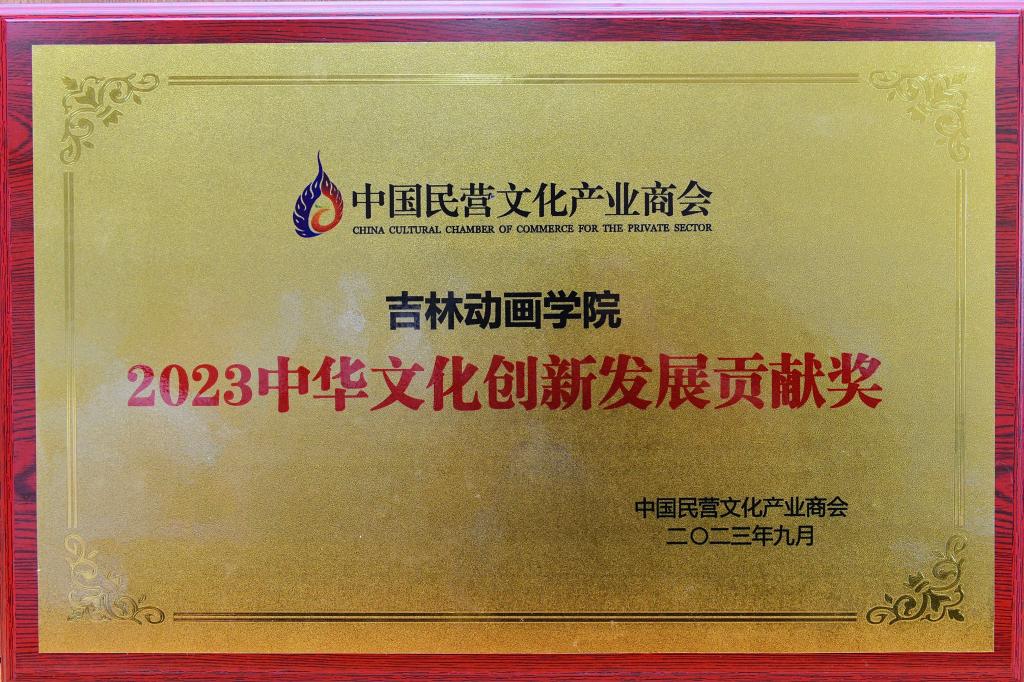 中国民营文化产业商会
CHINA CULTURAL CHAMBER OF COMMERCE FOR THE PRIVATE SECTOR
吉林动画学院
2023中华文化创新发展贡献奖
中国民营文化产业商会
二〇二三年九月